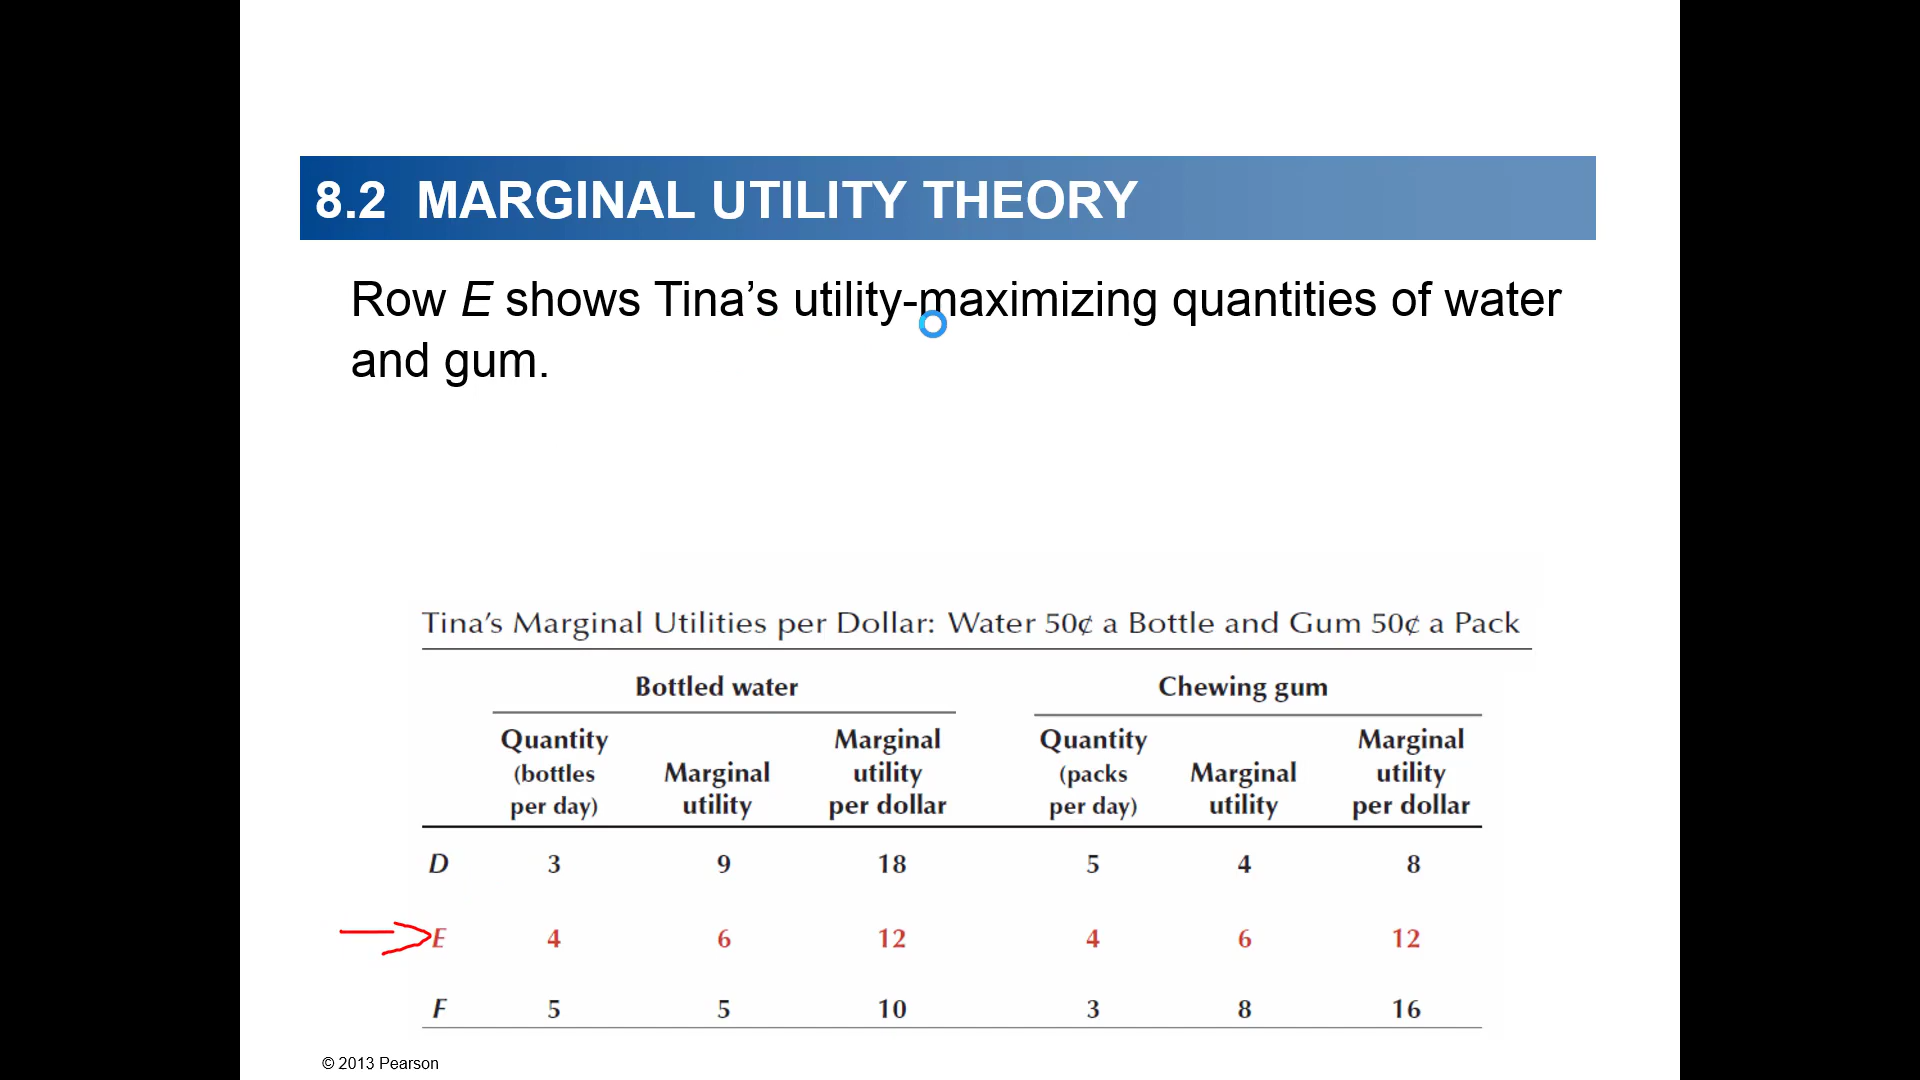 8.2 MARGINAL UTILITY THEORY
Row E shows Tina’s utility-maximizing quantities of water
and gum.
Tina’s Marginal Utilities per Dollar: Water 50¢ a Bottle and Gum 50¢ a Pack
Bottled water Chewing gum
Quantity Marginal Quantity Marginal
(bottles Marginal utility (packs Marginal utility
per day) utility per dollar per day) utility per dollar
D 3 9 18 5 4 8
E 4 6 12 4 6 12
F 5 5 10 3 8 16
© 2013 Pearson